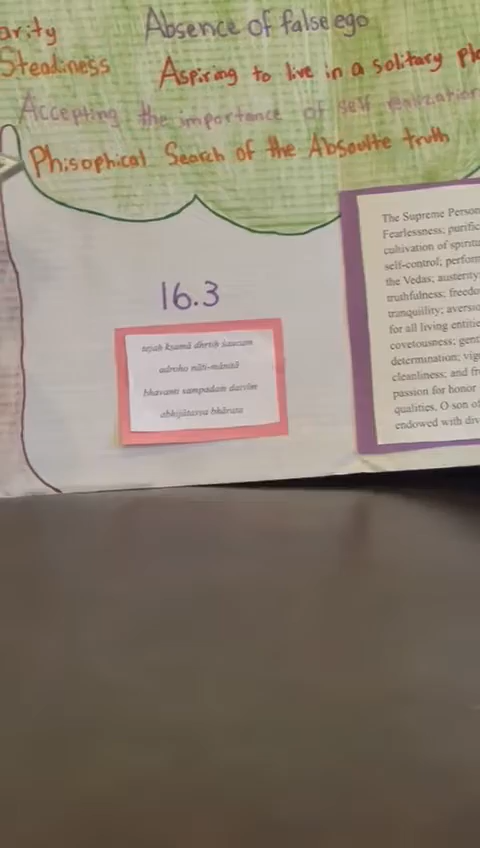 arity Absence of false ego
Steadiness Aspiring to live in a solitary pla
Accepting the importance of self realization
Phisophical Search of the Absoulte truth
16.3
tejaḥ kṣamā dhṛtiḥ śaucam
adroho nāti-mānitā
bhavanti sampadaṁ daivīm
abhijātasya bhārata
The Supreme Person
Fearlessness; purific
cultivation of spiritu
self-control; perform
the Vedas; austerity
truthfulness; freedo
tranquility; aversio
for all living entitie
covetousness; gent
determination; vig
cleanliness; and fr
passion for honor
qualities, O son of
endowed with div